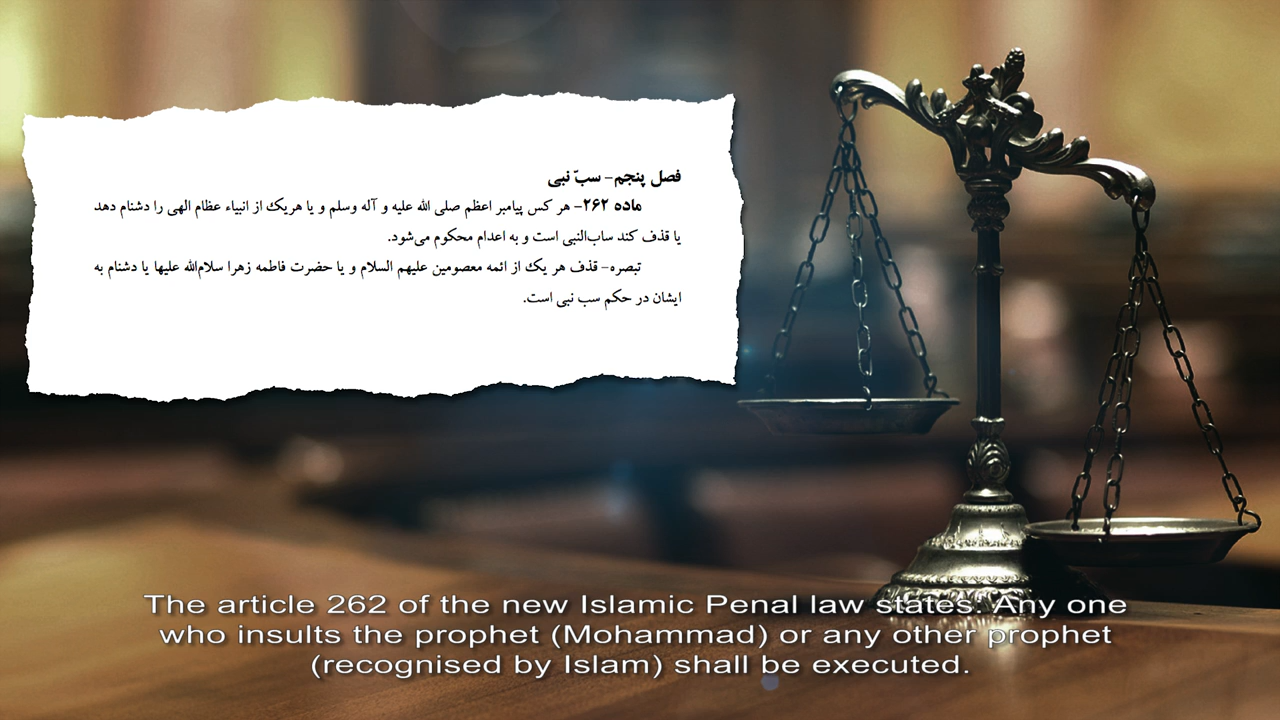 فصل پنجم- سبّ نبی
ماده ۲۶۲- هر کس پیامبر اعظم صلی الله علیه و آله وسلم و یا هریک از انبیاء عظام الهی را دشنام دهد
یا قذف کند ساب‌النبی است و به اعدام محکوم می‌شود.
تبصره- قذف هر یک از ائمه معصومین علیهم السلام و یا حضرت فاطمه زهرا سلام‌الله علیها یا دشنام به
ایشان در حکم سب نبی است.
The article 262 of the new Islamic Penal law states: Any one
who insults the prophet (Mohammad) or any other prophet
(recognised by Islam) shall be executed.